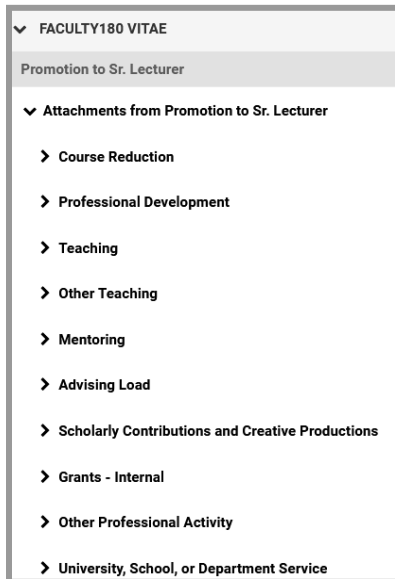 FACULTY180 VITAE
Promotion to Sr. Lecturer
Attachments from Promotion to Sr. Lecturer
Course Reduction
Professional Development
Teaching
Other Teaching
Mentoring
Advising Load
Scholarly Contributions and Creative Productions
Grants - Internal
Other Professional Activity
University, School, or Department Service